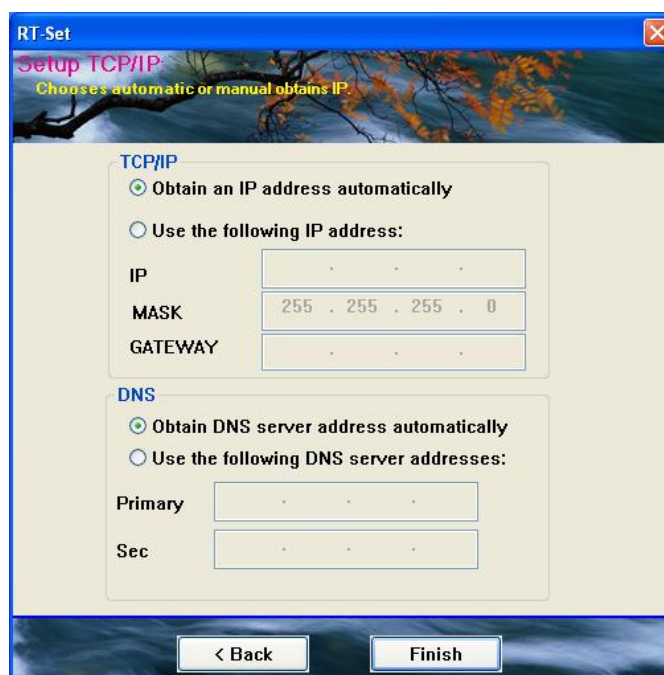 RT-Set
Setup TCP/IP
Chooses automatic or manual obtains IP.
TCP/IP
Obtain an IP address automatically
Use the following IP address:
IP . . .
MASK 255 . 255 . 255 . 0
GATEWAY . . .
DNS
Obtain DNS server address automatically
Use the following DNS server addresses:
Primary . . .
Sec . . .
< Back Finish